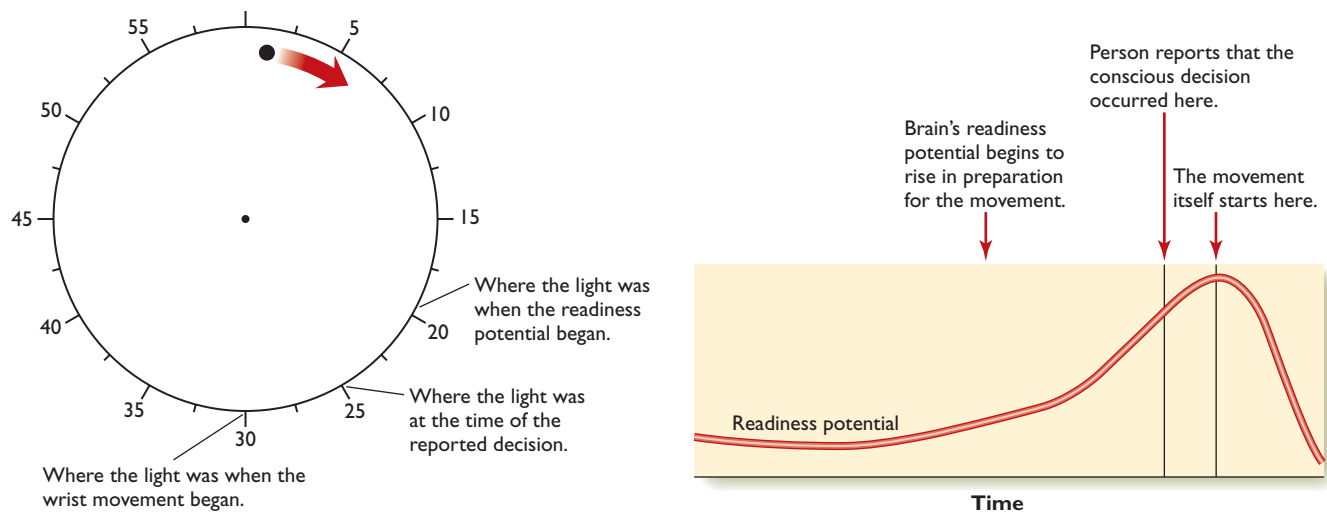 55
5
50
10
45
15
40
20
35
25
30
Where the light was
when the readiness
potential began.
Where the light was
at the time of the
reported decision.
Where the light was when the
wrist movement began.
Person reports that the
conscious decision
occurred here.
Brain’s readiness
potential begins to
rise in preparation
for the movement.
The movement
itself starts here.
Readiness potential
Time